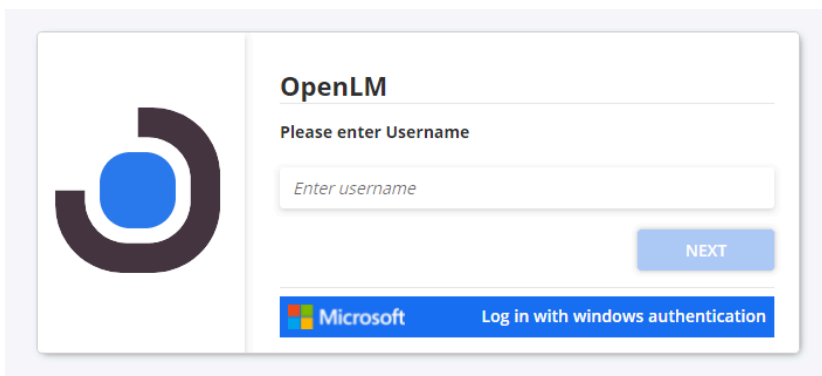 OpenLM
Please enter Username
Enter username
NEXT
Microsoft Log in with windows authentication